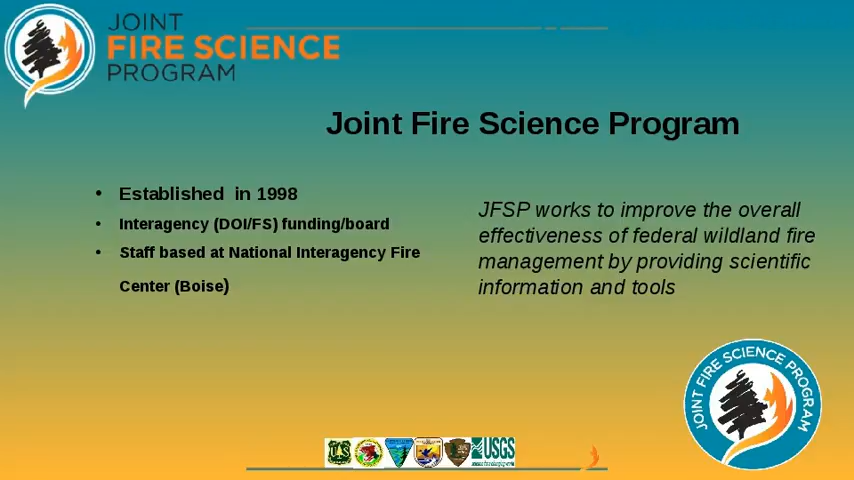 JOINT
FIRE SCIENCE
PROGRAM
Joint Fire Science Program
• Established in 1998
• Interagency (DOI/FS) funding/board
• Staff based at National Interagency Fire
Center (Boise)
JFSP works to improve the overall
effectiveness of federal wildland fire
management by providing scientific
information and tools
JOINT FIRE SCIENCE PROGRAM
USGS